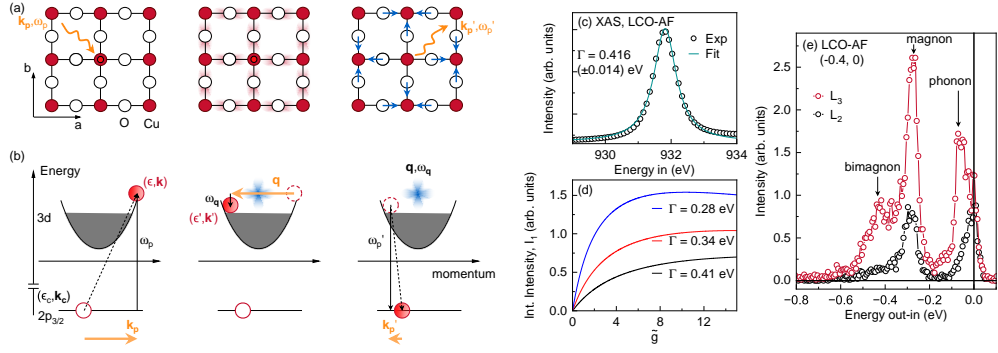 (a)
k_p, ω_p
k_p', ω_p'
b
a
O
Cu
(b)
Energy
3d
(ϵ,k)
ω_p
(ϵ_c,k_c)
2p_3/2
k_p
ω_q
q
(ϵ',k')
q,ω_q
ω_p'
momentum
k_p'
(c) XAS, LCO-AF
Γ = 0.416
(±0.014) eV
Exp
Fit
Intensity (arb. units)
930 932 934
Energy in (eV)
(d)
Int. Intensity, I_T (arb. units)
1.5
1.0
0.5
0.0
Γ = 0.28 eV
Γ = 0.34 eV
Γ = 0.41 eV
0 5 10
g̃
(e) LCO-AF
(-0.4, 0)
magnon
phonon
L_3
L_2
bimagnon
Intensity (arb. units)
2.5
2.0
1.5
1.0
0.5
0.0
-0.8 -0.6 -0.4 -0.2 0.0
Energy out-in (eV)